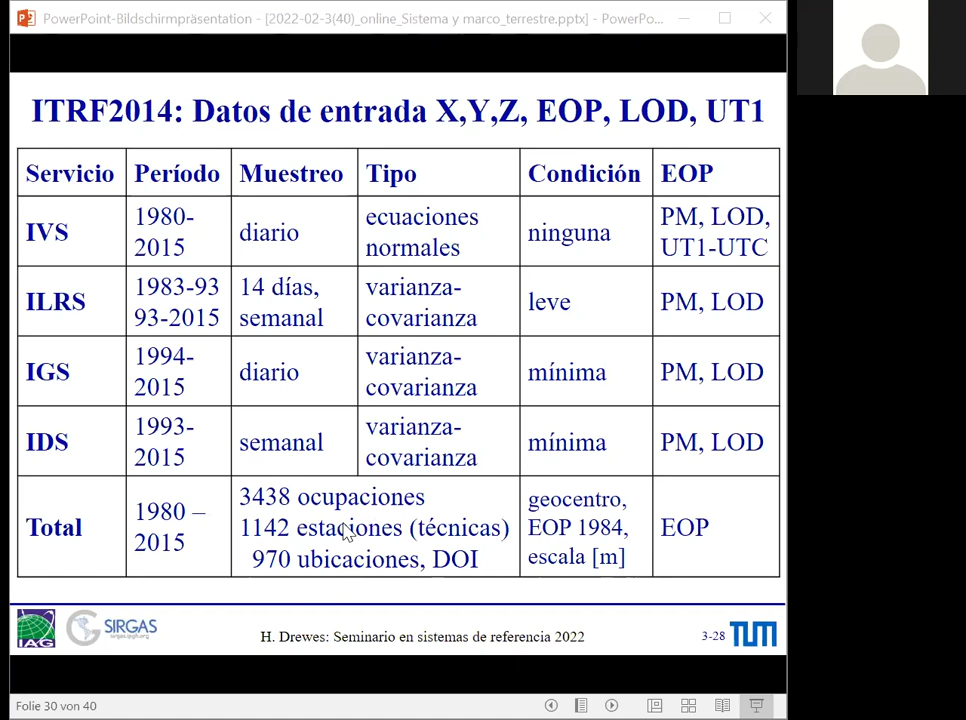 PowerPoint-Bildschirmpräsentation - [2022-02-3(40)_online_Sistema y marco_terrestre.pptx] - PowerPo...
ITRF2014: Datos de entrada X,Y,Z, EOP, LOD, UT1
Servicio Período Muestreo Tipo Condición EOP
IVS 1980-2015 diario ecuaciones normales ninguna PM, LOD, UT1-UTC
ILRS 1983-93 93-2015 14 días, semanal varianza-covarianza leve PM, LOD
IGS 1994-2015 diario varianza-covarianza mínima PM, LOD
IDS 1993-2015 semanal varianza-covarianza mínima PM, LOD
Total 1980 – 2015 3438 ocupaciones 1142 estaciones (técnicas) 970 ubicaciones, DOI geocentro, EOP 1984, escala [m] EOP
IAG
SIRGAS
sirgas.ipgh.org
H. Drewes: Seminario en sistemas de referencia 2022
3-28
TUM
Folie 30 von 40